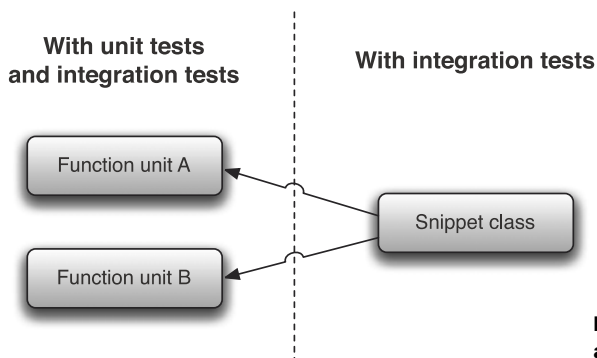 With unit tests
and integration tests
With integration tests
Function unit A
Snippet class
Function unit B